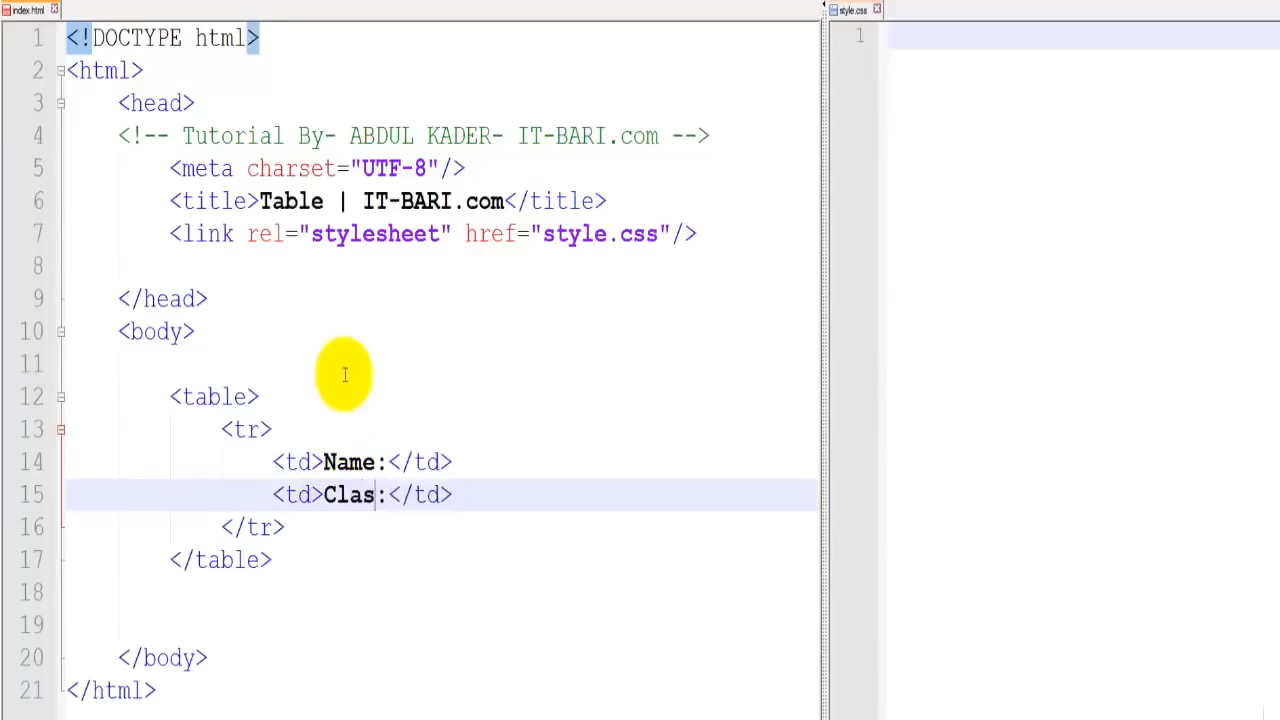 index.html
style.css
1 <!DOCTYPE html>
2 <html>
3 <head>
4 <!-- Tutorial By- ABDUL KADER- IT-BARI.com -->
5 <meta charset="UTF-8"/>
6 <title>Table | IT-BARI.com</title>
7 <link rel="stylesheet" href="style.css"/>
8
9 </head>
10 <body>
11
12 <table>
13 <tr>
14 <td>Name:</td>
15 <td>Clas:</td>
16 </tr>
17 </table>
18
19
20 </body>
21 </html>
1